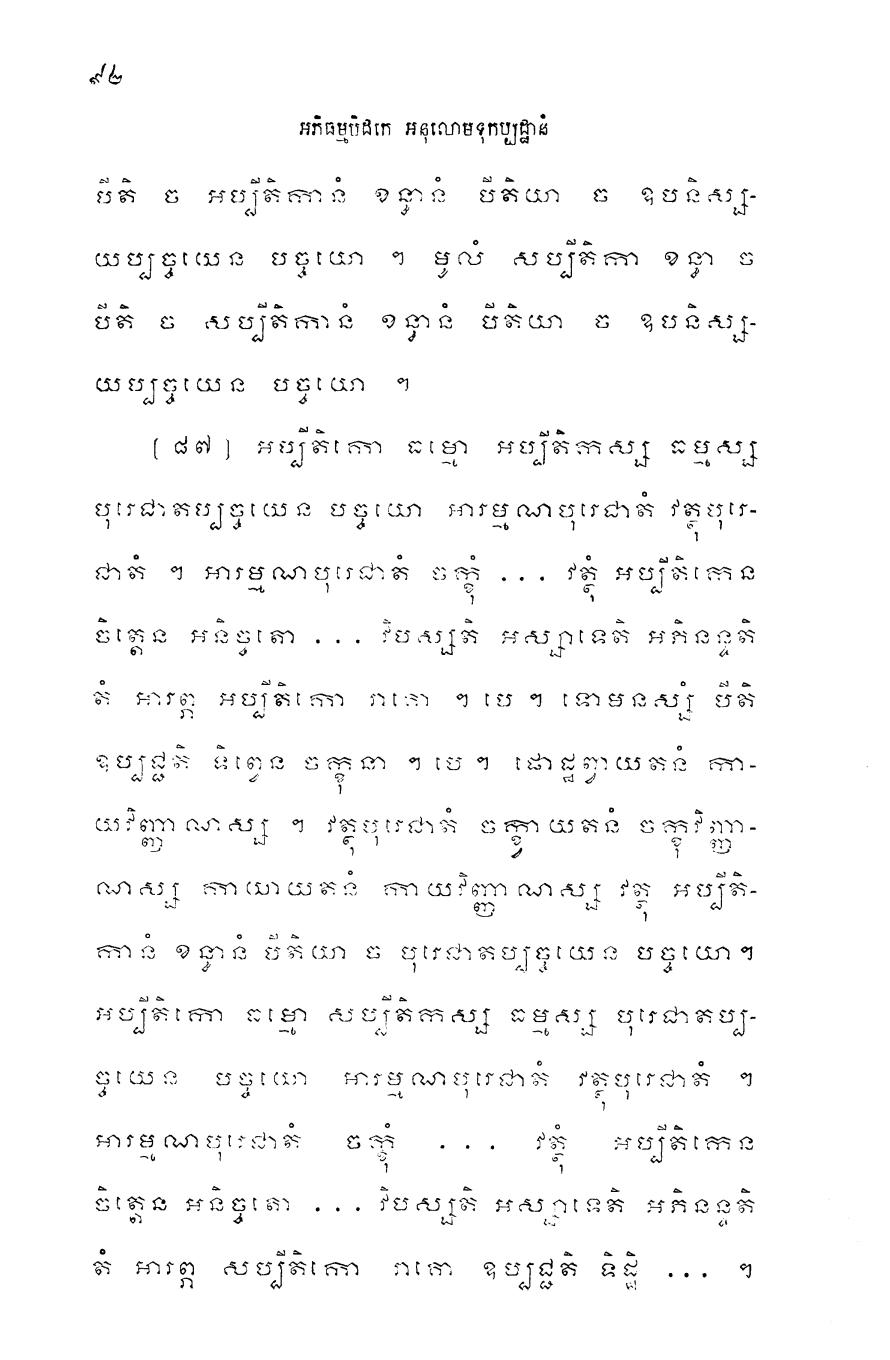 ៩៤
អភិធម្មបិដកេ អនុលោមទុកប្បដ្ឋានំ
បីតិ ច អប្បីតិកានំ ខន្ធានំ បីតិយា ច ឧបនិស្ស-
យប្បច្ចយេន បច្ចយោ ។ មូលំ សប្បីតិកា ខន្ធា ច
បីតិ ច សប្បីតិកានំ ខន្ធានំ បីតិយា ច ឧបនិស្ស-
យប្បច្ចយេន បច្ចយោ ។
[៨៧] អប្បីតិកោ ធម្មោ អប្បីតិកស្ស ធម្មស្ស
បុរេជាតប្បច្ចយេន បច្ចយោ អារម្មណបុរេជាតំ វត្ថុបុរេ-
ជាតំ ។ អារម្មណបុរេជាតំ ចក្ខុំ ... វត្ថុំ អប្បីតិកេន
ចិត្តេន អនិច្ចតោ ... វិបស្សតិ អស្សាទេតិ អភិនន្ទតិ
តំ អារព្ភ អប្បីតិកោ រាគោ ។ បេ ។ ទោមនស្សំ បីតិ
ឧប្បជ្ជតិ ទិព្វេន ចក្ខុនា ។ បេ ។ ផោដ្ឋព្វាយតនំ កា-
យវិញ្ញាណស្ស ។ វត្ថុបុរេជាតំ ចក្ខ្វាយតនំ ចក្ខុវិញ្ញា-
ណស្ស កាយាយតនំ កាយវិញ្ញាណស្ស វត្ថុ អប្បីតិ-
កានំ ខន្ធានំ បីតិយា ច បុរេជាតប្បច្ចយេន បច្ចយោ។
អប្បីតិកោ ធម្មោ សប្បីតិកស្ស ធម្មស្ស បុរេជាតប្ប-
ច្ចយេន បច្ចយោ អារម្មណបុរេជាតំ វត្ថុបុរេជាតំ ។
អារម្មណបុរេជាតំ ចក្ខុំ ... វត្ថុំ អប្បីតិកេន
ចិត្តេន អនិច្ចតោ ... វិបស្សតិ អស្សាទេតិ អភិនន្ទតិ
តំ អារព្ភ សប្បីតិកោ រាគោ ឧប្បជ្ជតិ ទិដ្ឋិ ... ។